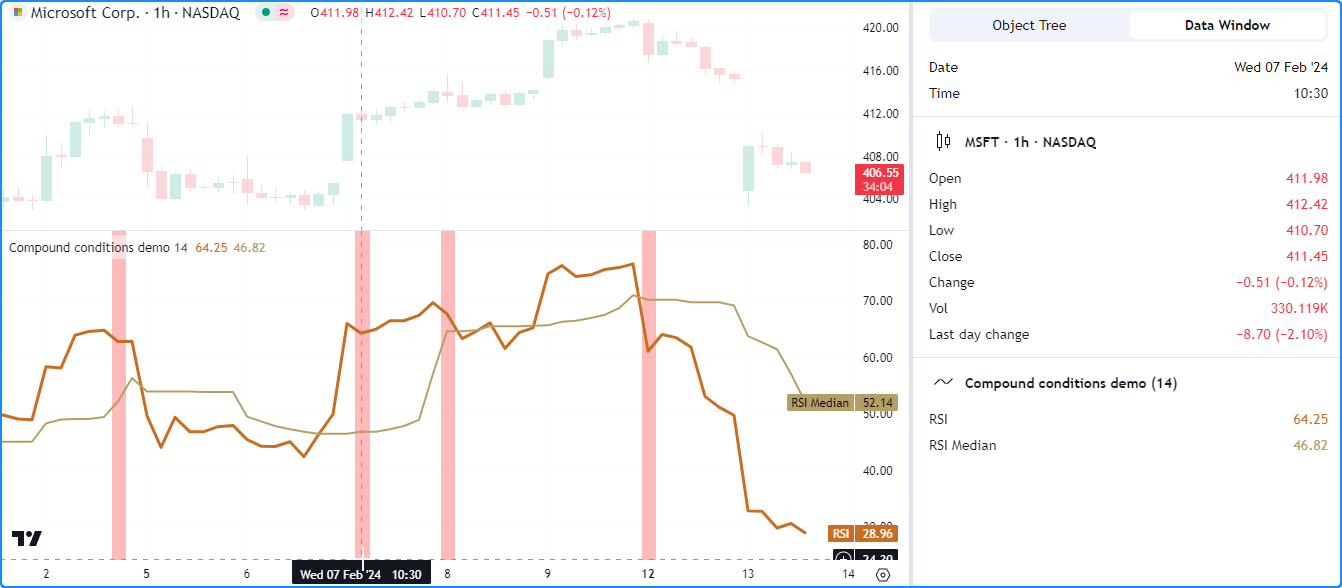 Microsoft Corp. · 1h · NASDAQ O411.98 H412.42 L410.70 C411.45 −0.51 (−0.12%)
420.00
416.00
412.00
408.00
406.55
34:04
404.00
Compound conditions demo 14 64.25 46.82
80.00
70.00
60.00
RSI Median 52.14
50.00
40.00
RSI 28.96
2 5 6 Wed 07 Feb '24 10:30 8 9 12 13 14
Object Tree Data Window
Date Wed 07 Feb '24
Time 10:30
MSFT · 1h · NASDAQ
Open 411.98
High 412.42
Low 410.70
Close 411.45
Change −0.51 (−0.12%)
Vol 330.119K
Last day change −8.70 (−2.10%)
Compound conditions demo (14)
RSI 64.25
RSI Median 46.82